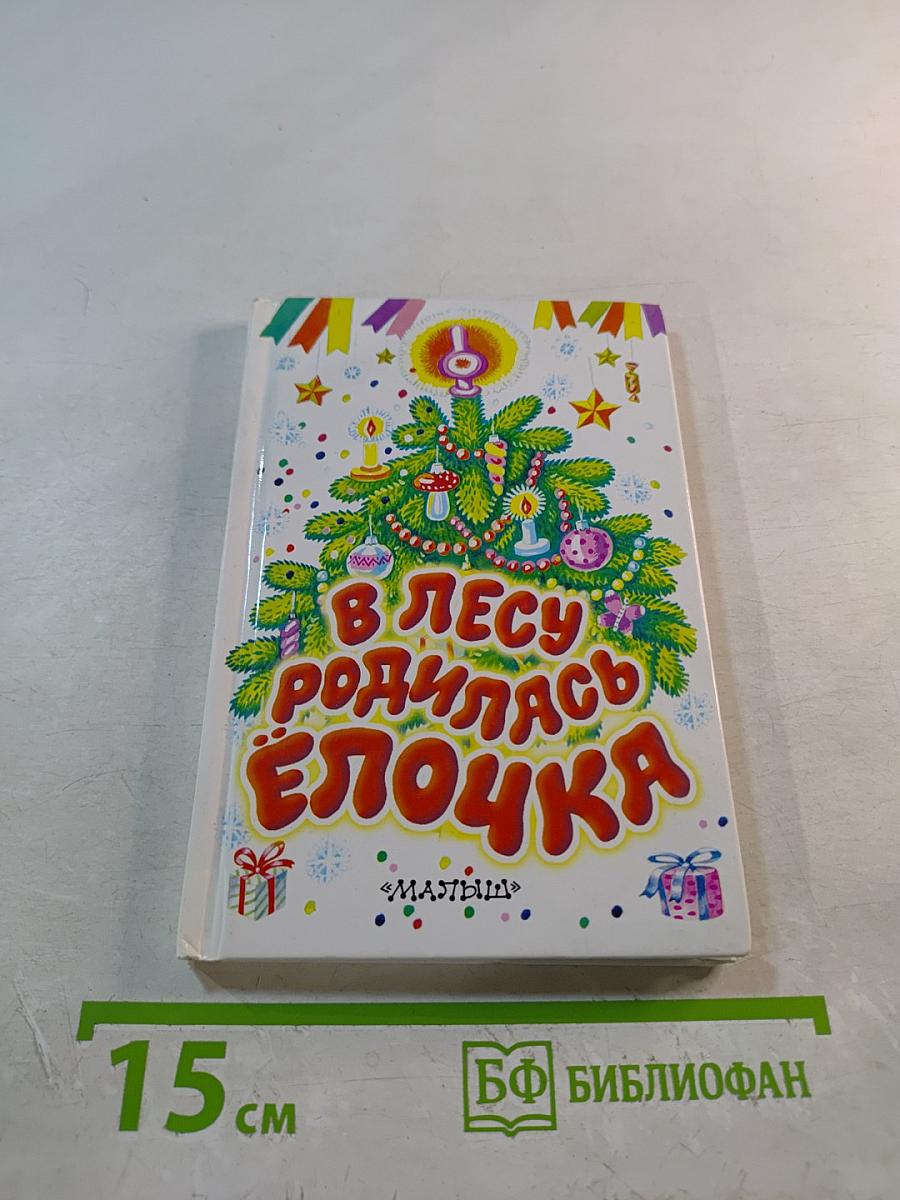 В ЛЕСУ
РОДИЛАСЬ
ЁЛОЧКА
«МАЛЫШ»
15 см
БФ БИБЛИОФАН